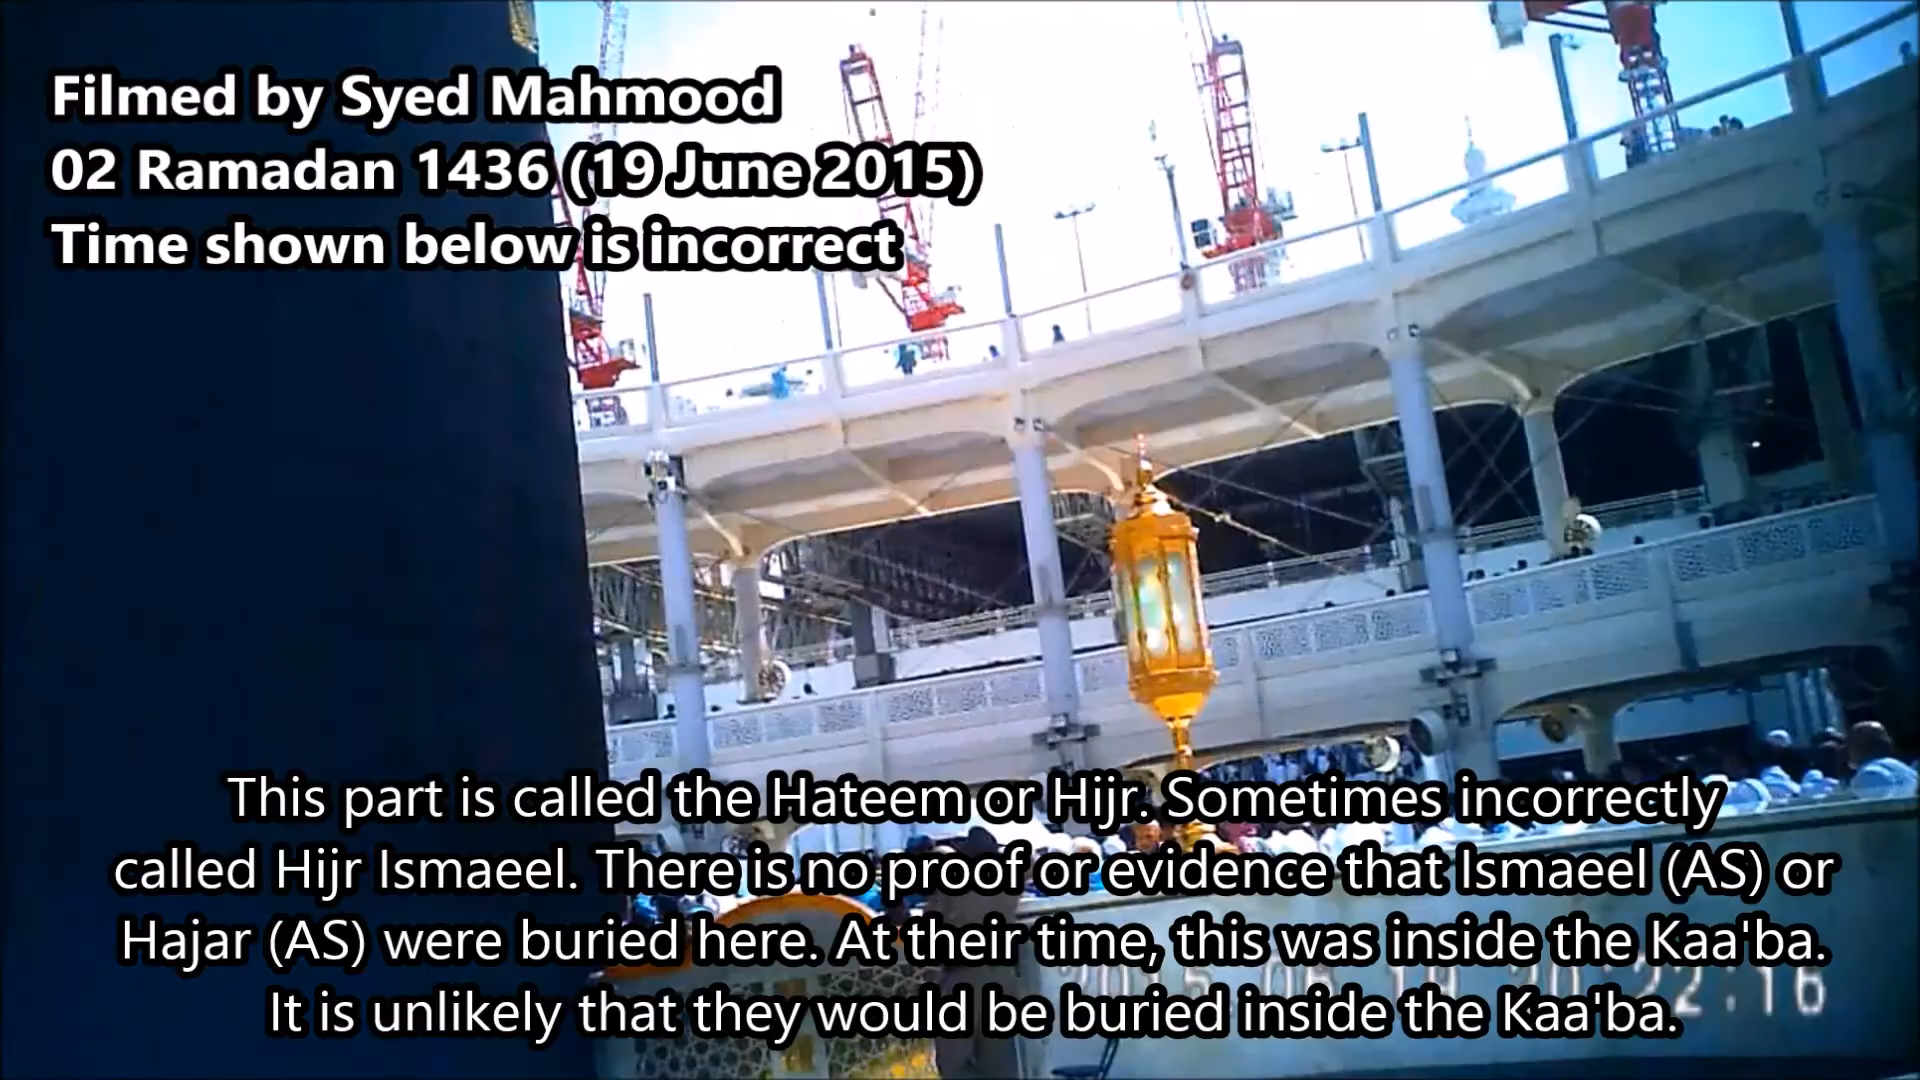 Filmed by Syed Mahmood
02 Ramadan 1436 (19 June 2015)
Time shown below is incorrect
This part is called the Hateem or Hijr. Sometimes incorrectly
called Hijr Ismaeel. There is no proof or evidence that Ismaeel (AS) or
Hajar (AS) were buried here. At their time, this was inside the Kaa'ba.
It is unlikely that they would be buried inside the Kaa'ba.